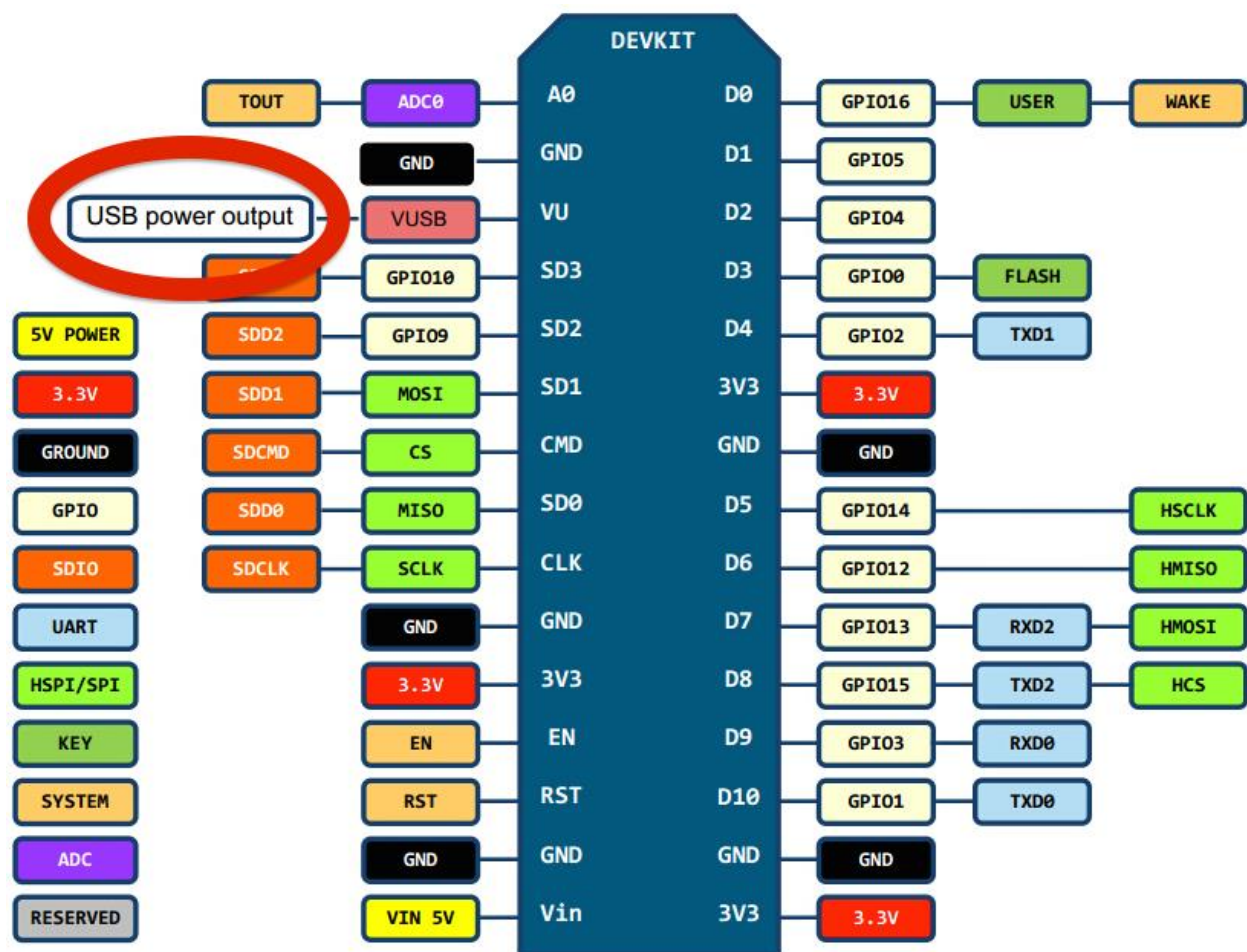 DEVKIT
TOUT ADC0 A0 D0 GPIO16 USER WAKE
GND GND D1 GPIO5
USB power output VUSB VU D2 GPIO4
GPIO10 SD3 D3 GPIO0 FLASH
5V POWER SDD2 GPIO9 SD2 D4 GPIO2 TXD1
3.3V SDD1 MOSI SD1 3V3 3.3V
GROUND SDCMD CS CMD GND GND
GPIO SDD0 MISO SD0 D5 GPIO14 HSCLK
SDIO SDCLK SCLK CLK D6 GPIO12 HMISO
UART GND GND D7 GPIO13 RXD2 HMOSI
HSPI/SPI 3.3V 3V3 D8 GPIO15 TXD2 HCS
KEY EN EN D9 GPIO3 RXD0
SYSTEM RST RST D10 GPIO1 TXD0
ADC GND GND GND GND
RESERVED VIN 5V Vin 3V3 3.3V